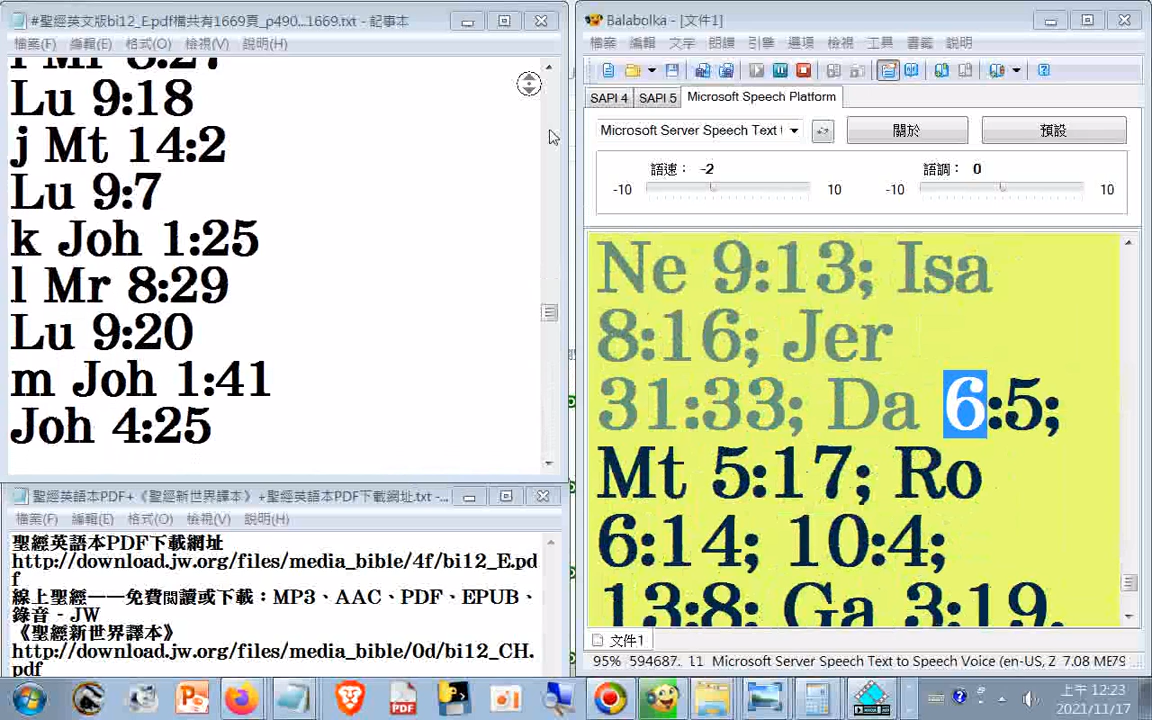 #聖經英文版bi12_E.pdf檔共有1669頁_p490...1669.txt - 記事本
檔案(F) 編輯(E) 格式(O) 檢視(V) 說明(H)
i Mr 8:27
Lu 9:18
j Mt 14:2
Lu 9:7
k Joh 1:25
l Mr 8:29
Lu 9:20
m Joh 1:41
Joh 4:25
聖經英語本PDF+《聖經新世界譯本》+聖經英語本PDF下載網址.txt -...
檔案(F) 編輯(E) 格式(O) 檢視(V) 說明(H)
聖經英語本PDF下載網址
http://download.jw.org/files/media_bible/4f/bi12_E.pd
f
線上聖經──免費閱讀或下載：MP3、AAC、PDF、EPUB、
錄音 - JW
《聖經新世界譯本》
http://download.jw.org/files/media_bible/0d/bi12_CH.
pdf
Balabolka - [文件1]
檔案 編輯 文字 朗讀 引擎 選項 檢視 工具 書籤 說明
SAPI 4 SAPI 5 Microsoft Speech Platform
Microsoft Server Speech Text 關於 預設
語速： -2 語調： 0
-10 10 -10 10
Ne 9:13; Isa
8:16; Jer
31:33; Da 6:5;
Mt 5:17; Ro
6:14; 10:4;
13:8; Ga 3:19,
文件1
95% 594687: 11 Microsoft Server Speech Text to Speech Voice (en-US, Z 7.08 ME
PDF
上午 12:23
2021/11/17